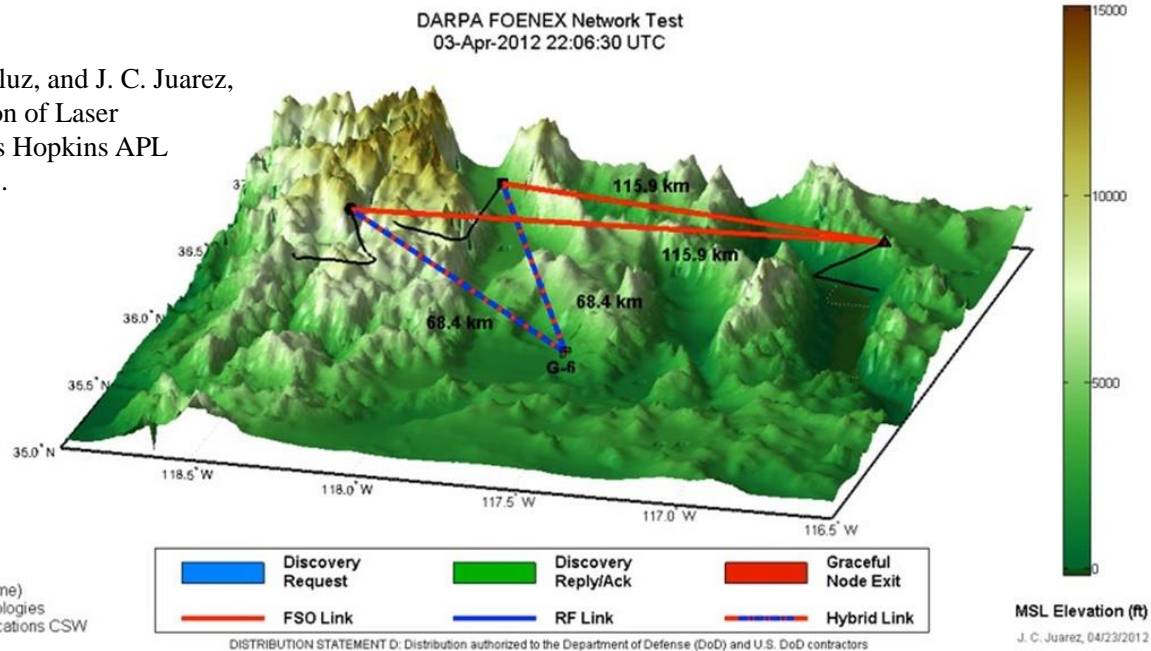 DARPA FOENEX Network Test
03-Apr-2012 22:06:30 UTC
luz, and J. C. Juarez,
on of Laser
s Hopkins APL
.
15000
10000
5000
0
MSL Elevation (ft)
J. C. Juarez, 04/23/2012
115.9 km
115.9 km
68.4 km
68.4 km
G-6
37
36.5
36.0°N
35.5°N
35.0°N
118.5°W
118.0°W
117.5°W
117.0°W
116.5°W
Discovery
Request
Discovery
Reply/Ack
Graceful
Node Exit
FSO Link
RF Link
Hybrid Link
me)
ologies
cations CSW
DISTRIBUTION STATEMENT D: Distribution authorized to the Department of Defense (DoD) and U.S. DoD contractors